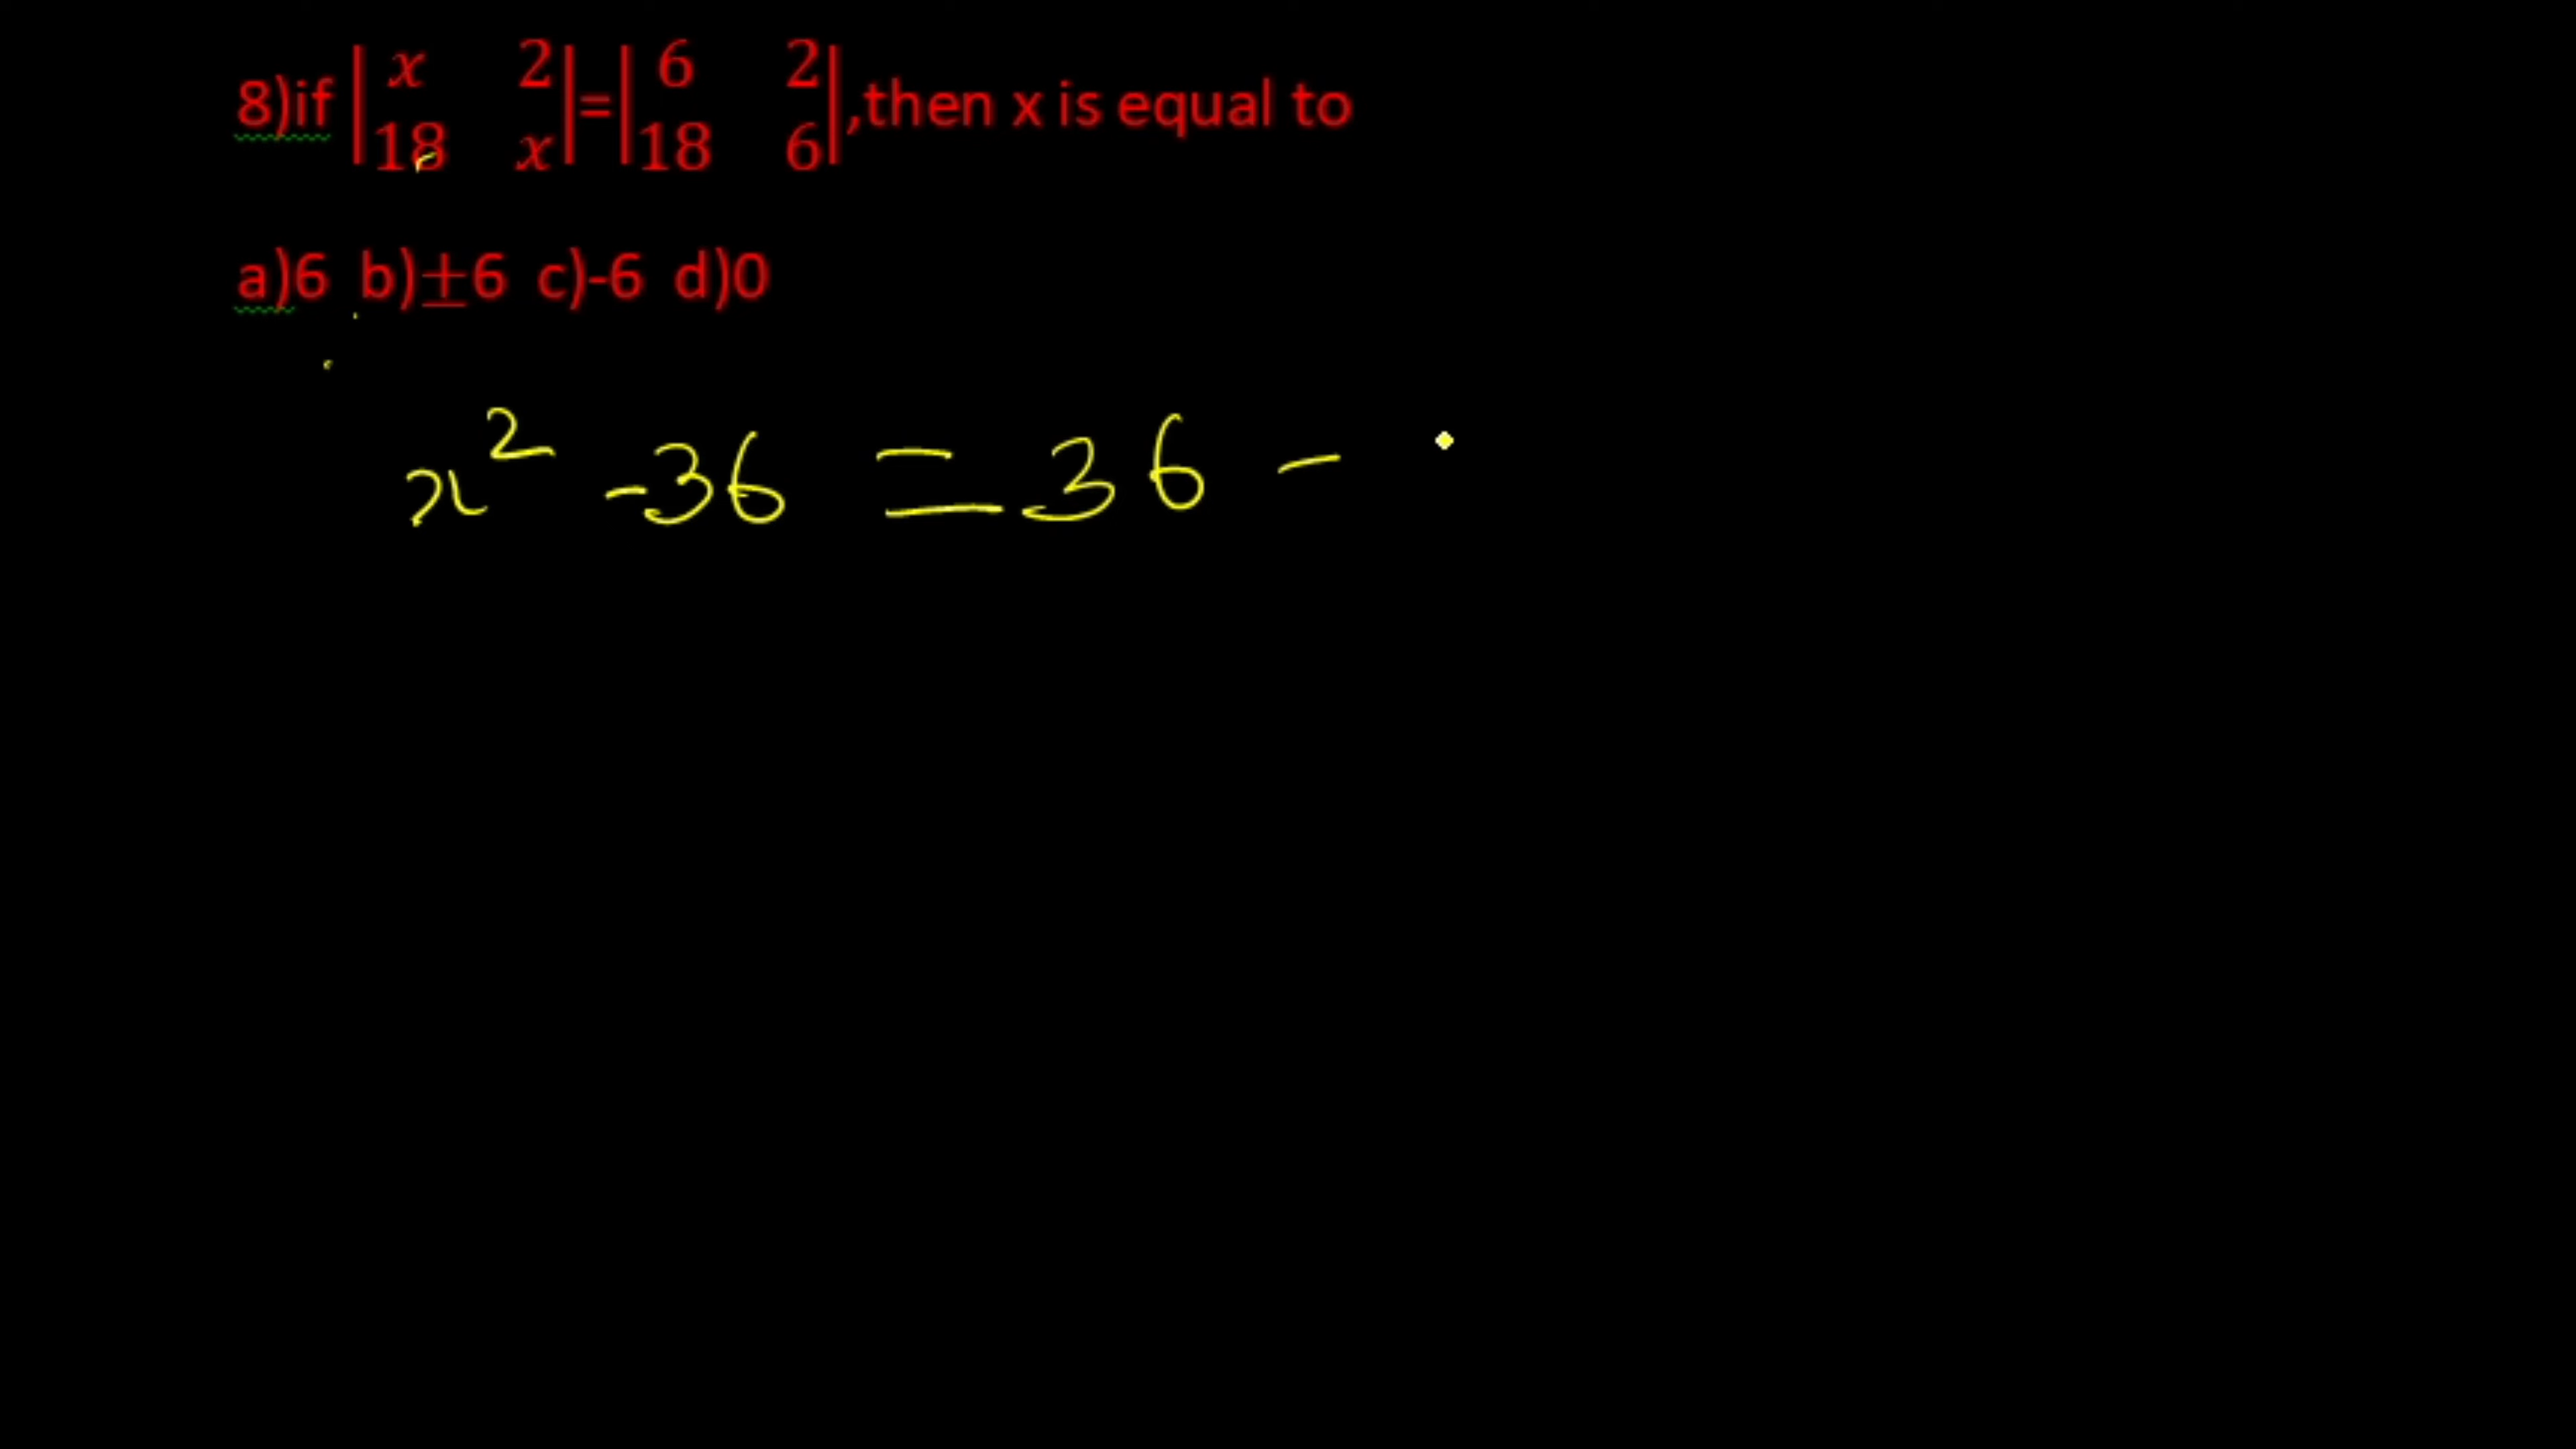 8)if |x 2| = |6 2|,then x is equal to
|18 x| |18 6|
a)6 b)±6 c)-6 d)0
x² -36 = 36 -